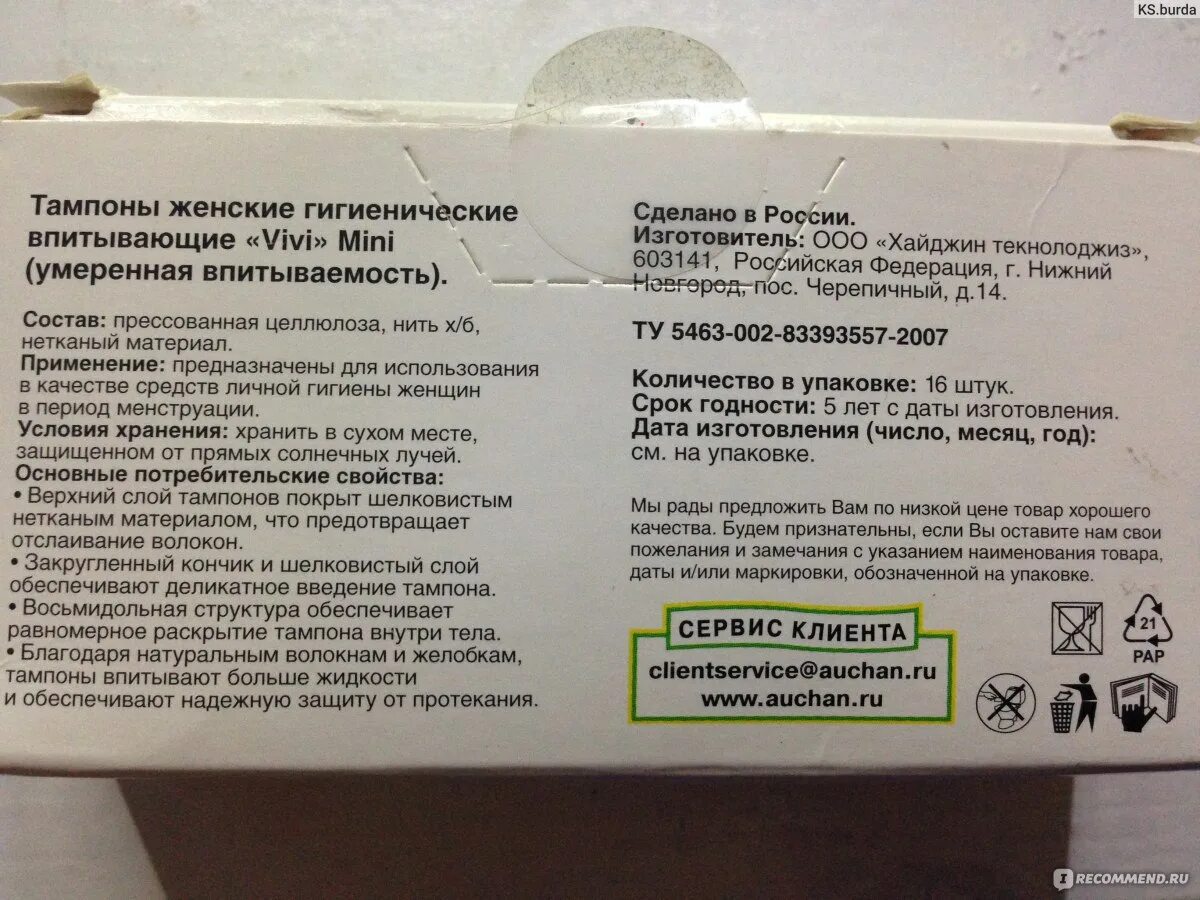 KS.burda
Тампоны женские гигиенические
впитывающие «Vivi» Mini
(умеренная впитываемость).
Состав: прессованная целлюлоза, нить х/б,
нетканый материал.
Применение: предназначены для использования
в качестве средств личной гигиены женщин
в период менструации.
Условия хранения: хранить в сухом месте,
защищенном от прямых солнечных лучей.
Основные потребительские свойства:
• Верхний слой тампонов покрыт шелковистым
нетканым материалом, что предотвращает
отслаивание волокон.
• Закругленный кончик и шелковистый слой
обеспечивают деликатное введение тампона.
• Восьмидольная структура обеспечивает
равномерное раскрытие тампона внутри тела.
• Благодаря натуральным волокнам и желобкам,
тампоны впитывают больше жидкости
и обеспечивают надежную защиту от протекания.
Сделано в России.
Изготовитель: ООО «Хайджин текнолоджиз»,
603141, Российская Федерация, г. Нижний
Новгород, пос. Черепичный, д.14.
ТУ 5463-002-83393557-2007
Количество в упаковке: 16 штук.
Срок годности: 5 лет с даты изготовления.
Дата изготовления (число, месяц, год):
см. на упаковке.
Мы рады предложить Вам по низкой цене товар хорошего
качества. Будем признательны, если Вы оставите нам свои
пожелания и замечания с указанием наименования товара,
даты и/или маркировки, обозначенной на упаковке.
СЕРВИС КЛИЕНТА
clientservice@auchan.ru
www.auchan.ru
21
PAP
IRECOMMEND.RU